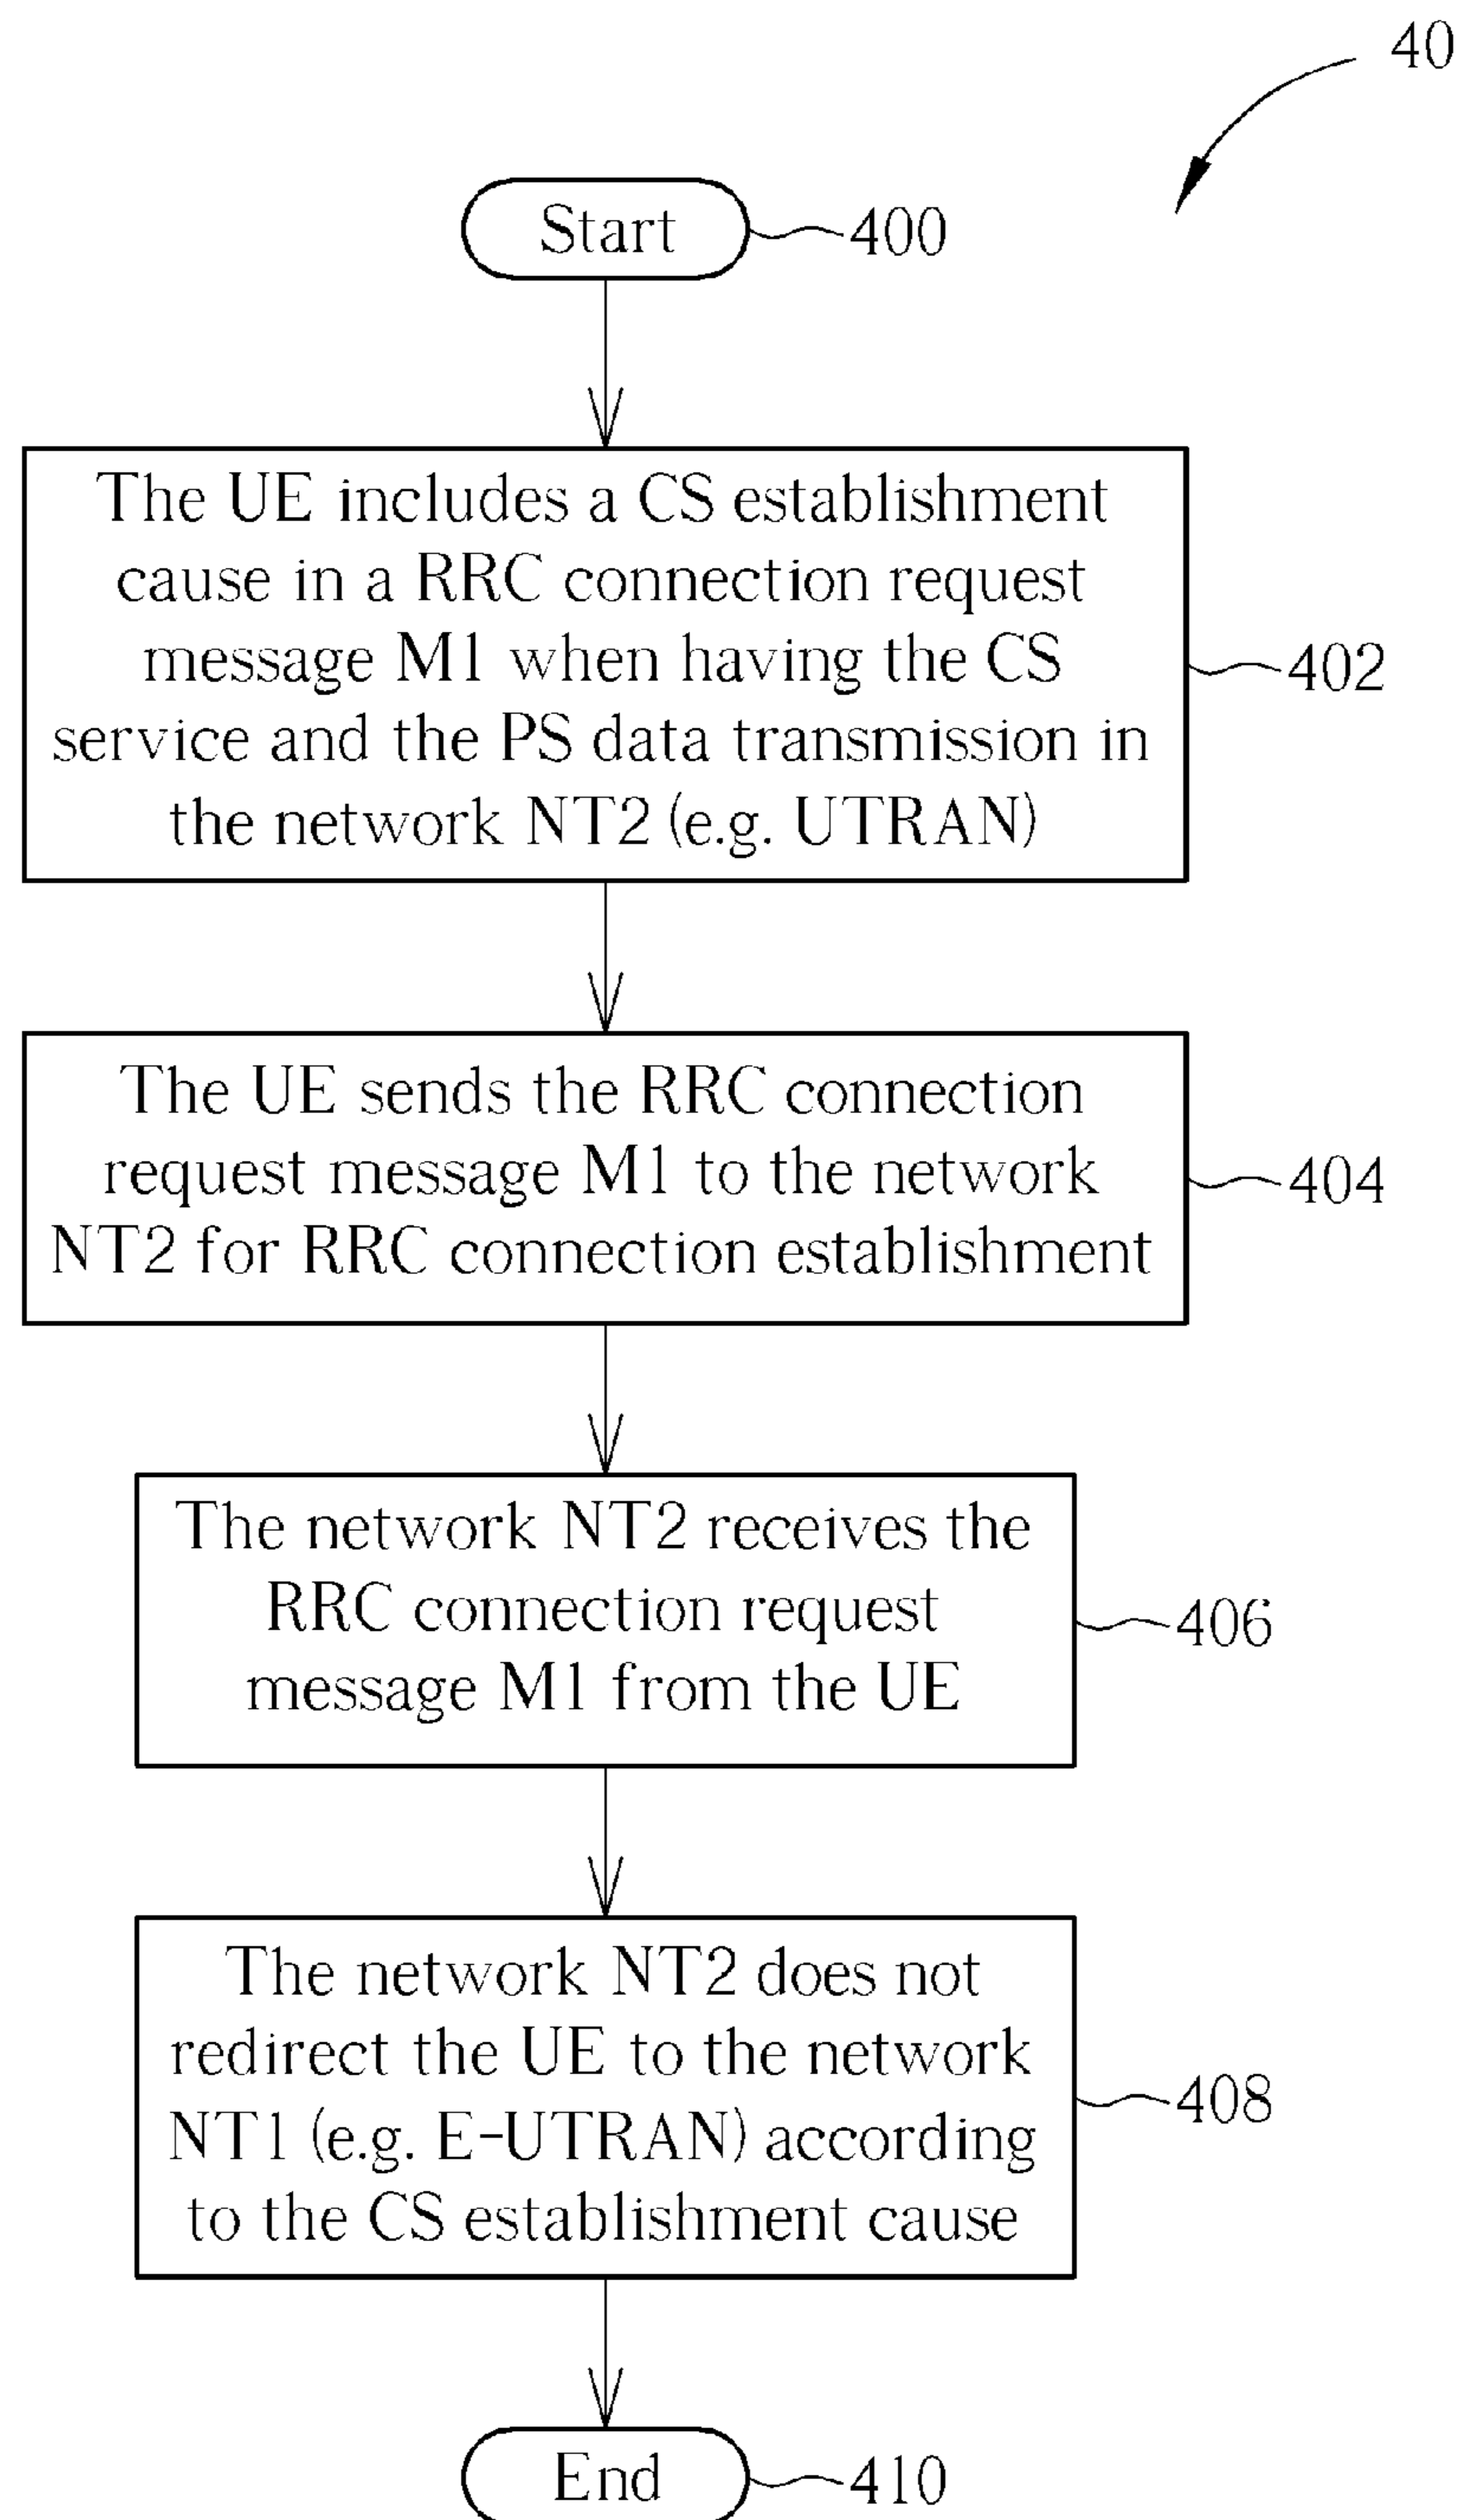 40
Start
400
The UE includes a CS establishment
cause in a RRC connection request
message M1 when having the CS
service and the PS data transmission in
the network NT2 (e.g. UTRAN)
402
The UE sends the RRC connection
request message M1 to the network
NT2 for RRC connection establishment
404
The network NT2 receives the
RRC connection request
message M1 from the UE
406
The network NT2 does not
redirect the UE to the network
NT1 (e.g. E-UTRAN) according
to the CS establishment cause
408
End
410